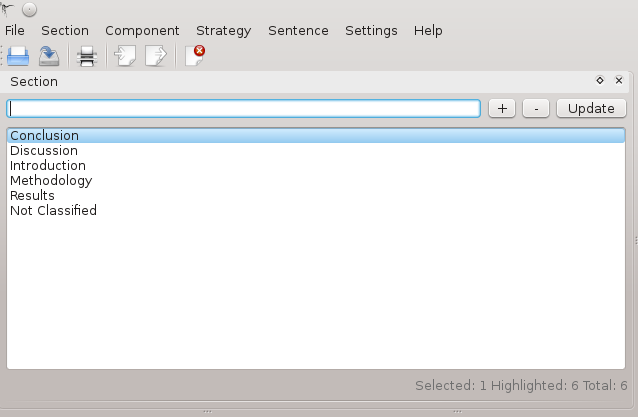 File Section Component Strategy Sentence Settings Help
Section
+ - Update
Conclusion
Discussion
Introduction
Methodology
Results
Not Classified
Selected: 1 Highlighted: 6 Total: 6